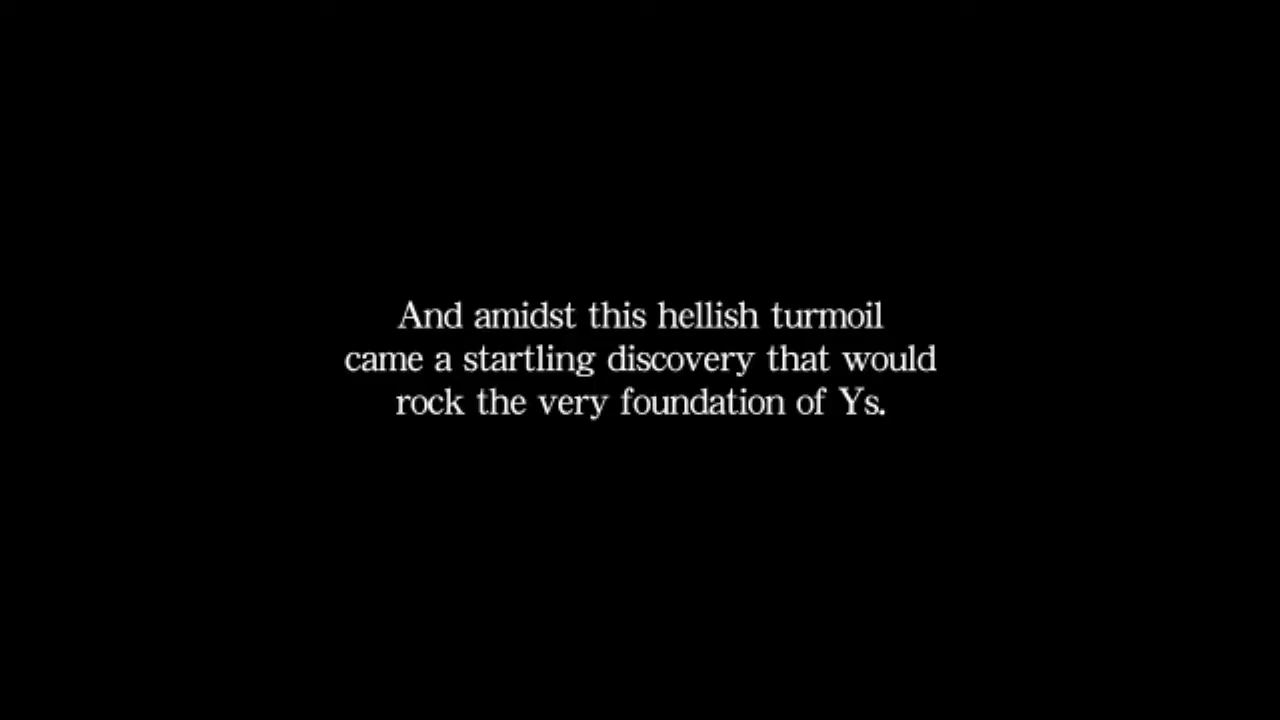 And amidst this hellish turmoil
came a startling discovery that would
rock the very foundation of Ys.